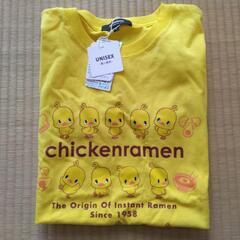 UNISEX
chickenramen
The Origin Of Instant Ramen
Since 1958